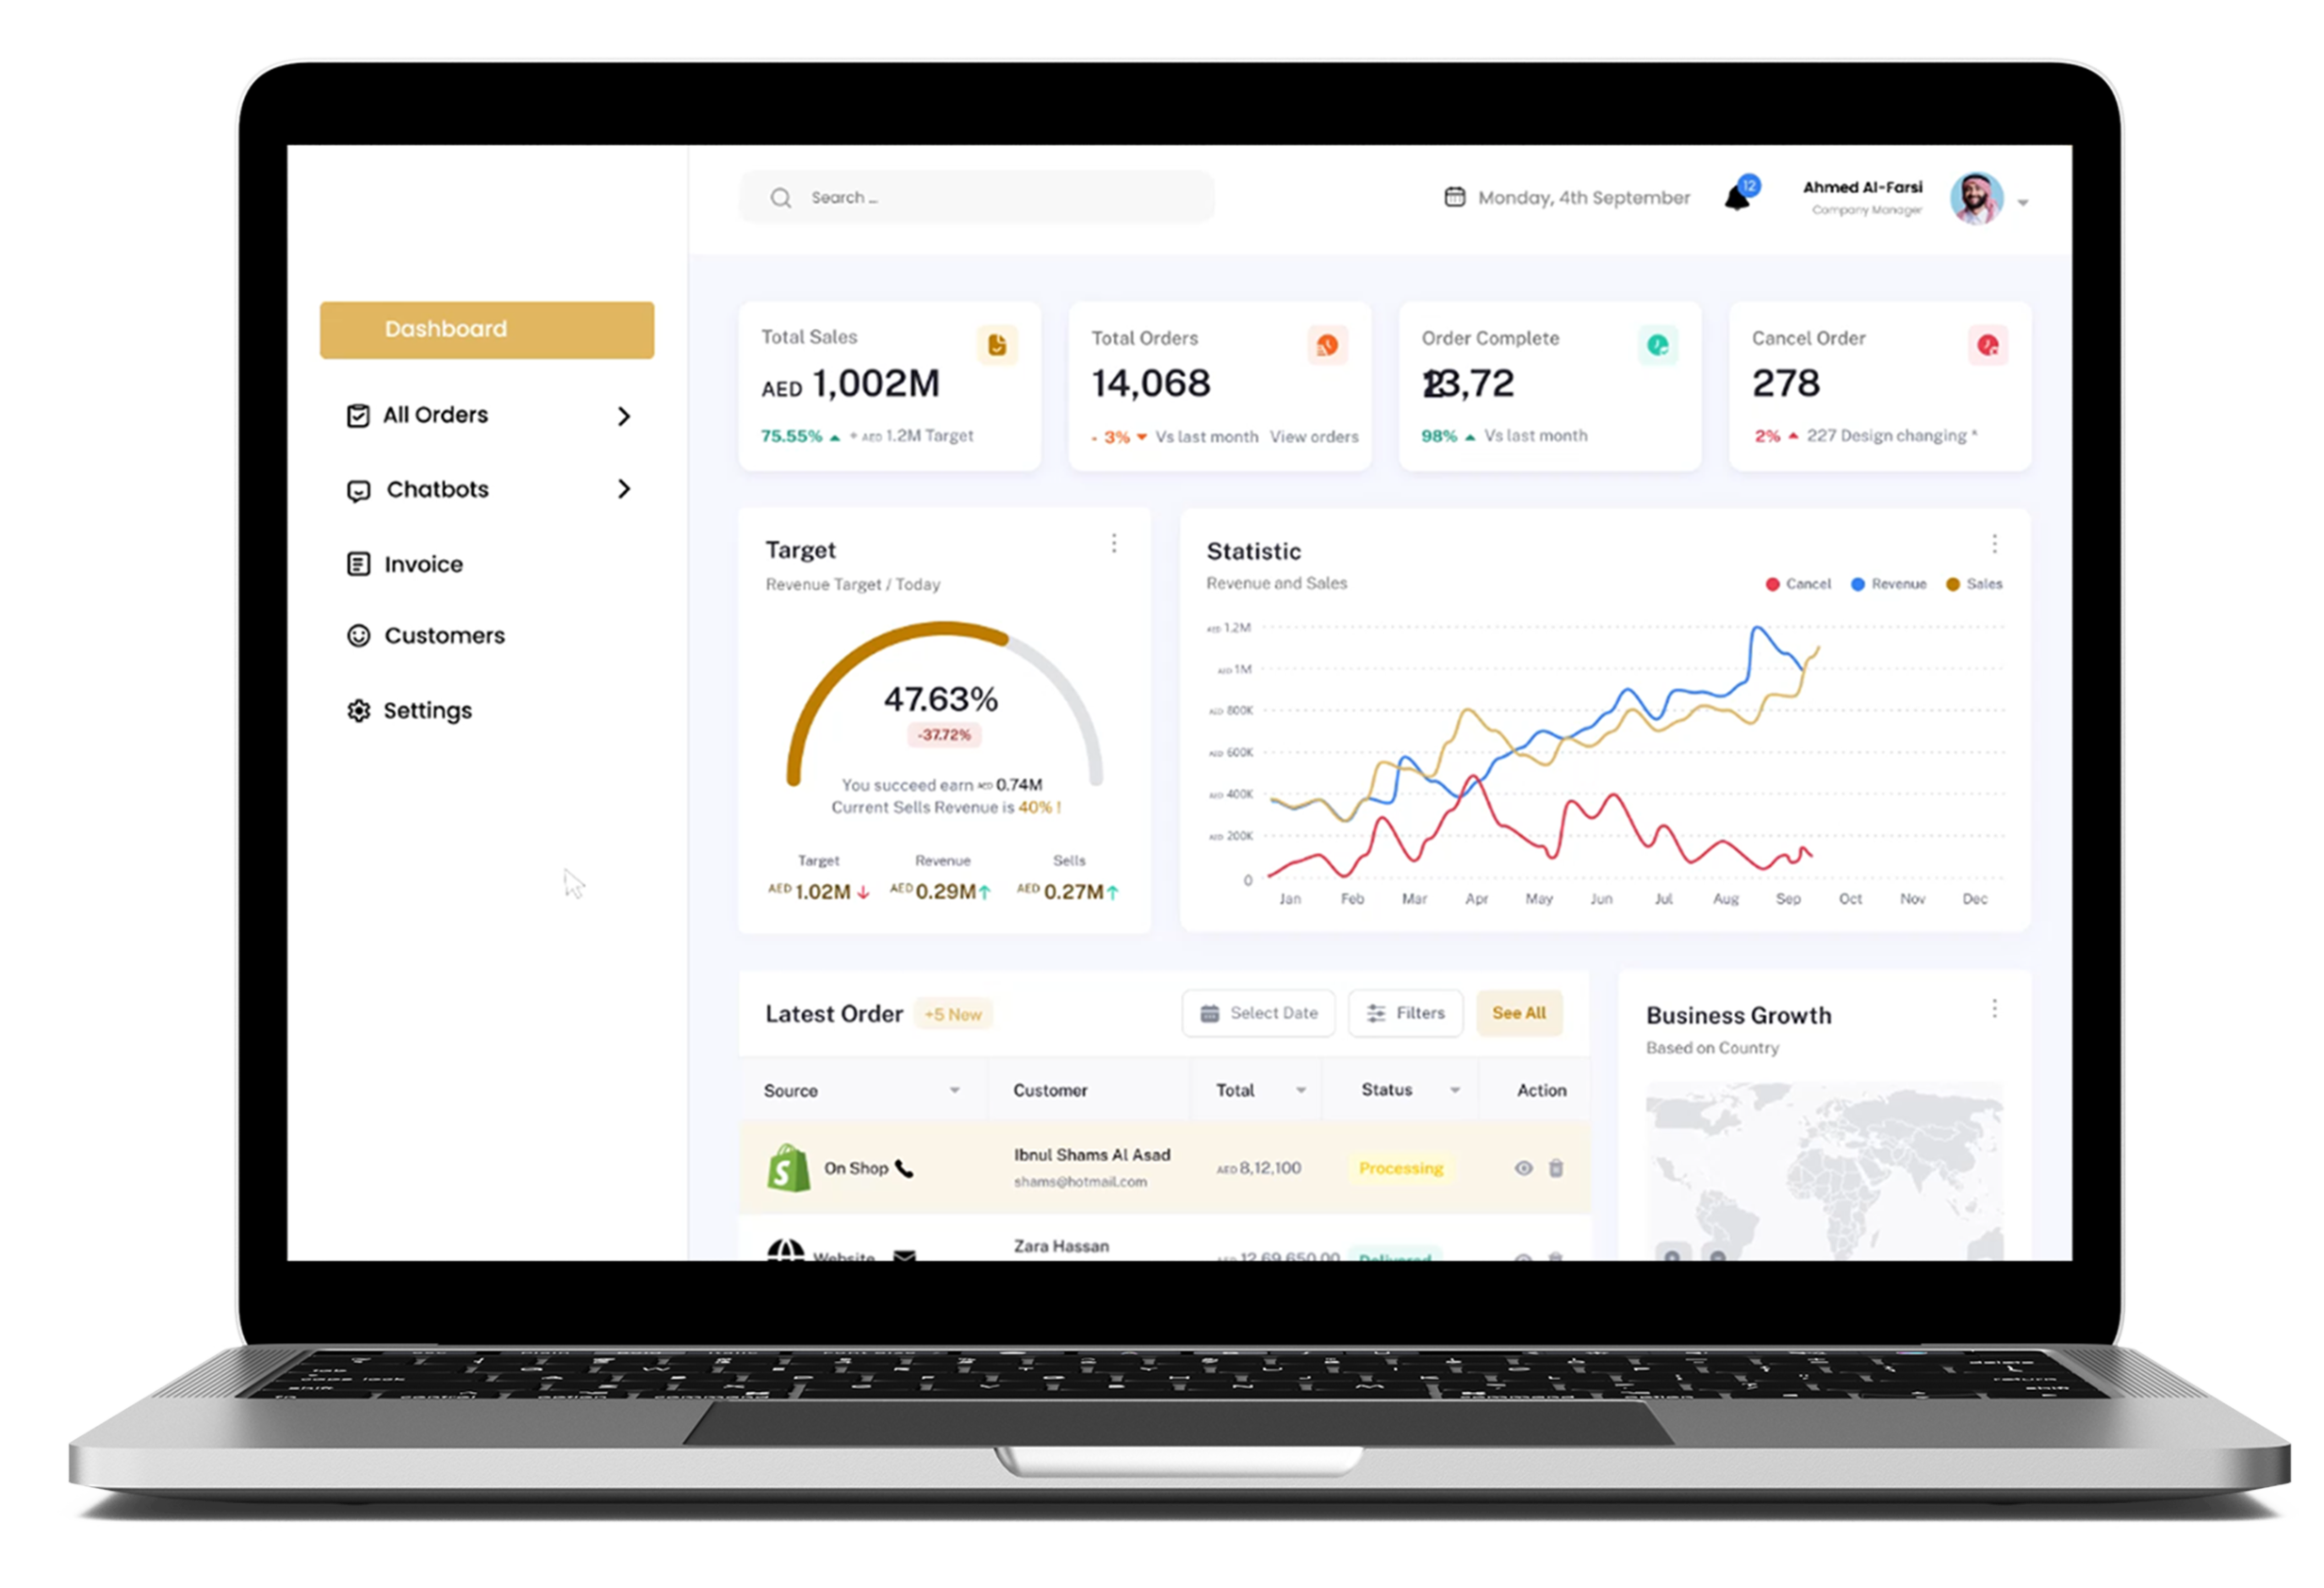 Search ...
Monday, 4th September
12
Ahmed Al-Farsi
Company Manager
Dashboard
All Orders
Chatbots
Invoice
Customers
Settings
Total Sales
AED 1,002M
75.55% + AED 1.2M Target
Total Orders
14,068
- 3% Vs last month View orders
Order Complete
3,72
98% Vs last month
Cancel Order
278
2% 227 Design changing *
Target
Revenue Target / Today
47.63%
-37.72%
You succeed earn AED 0.74M
Current Sells Revenue is 40% !
Target Revenue Sells
AED 1.02M AED 0.29M AED 0.27M
Statistic
Revenue and Sales
Cancel Revenue Sales
AED 1.2M
AED 1M
AED 800K
AED 600K
AED 400K
AED 200K
0
Jan Feb Mar Apr May Jun Jul Aug Sep Oct Nov Dec
Latest Order +5 New
Select Date Filters See All
Source Customer Total Status Action
On Shop
Ibnul Shams Al Asad
shams@hotmail.com
AED 8,12,100
Processing
Website
Zara Hassan
AED 12,69,650.00
Delivered
Business Growth
Based on Country